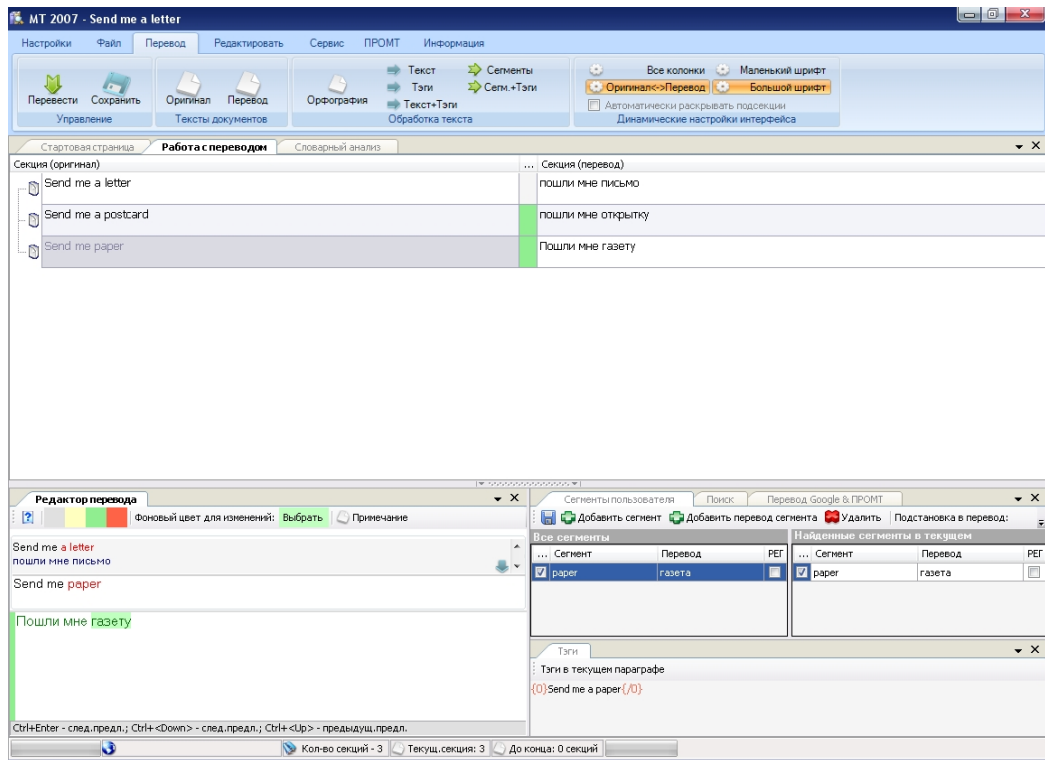 МТ 2007 - Send me a letter
Настройки Файл Перевод Редактировать Сервис ПРОМТ Информация
Текст Сегменты Все колонки Маленький шрифт
Перевести Сохранить Оригинал Перевод Орфография Тэги Сегм.+Тэги Оригинал<->Перевод Большой шрифт
Текст+Тэги Автоматически раскрывать подсекции
Управление Тексты документов Обработка текста Динамические настройки интерфейса
Стартовая страница Работа с переводом Словарный анализ
Секция (оригинал) ... Секция (перевод)
Send me a letter пошли мне письмо
Send me a postcard пошли мне открытку
Send me paper Пошли мне газету
Редактор перевода
Фоновый цвет для изменений: Выбрать Примечание
Send me a letter
пошли мне письмо
Send me paper
Пошли мне газету
Ctrl+Enter - след.предл.; Ctrl+<Down> - след.предл.; Ctrl+<Up> - предыдущ.предл.
Сегменты пользователя Поиск Перевод Google & ПРОМТ
Добавить сегмент Добавить перевод сегмента Удалить Подстановка в перевод:
Все сегменты Найденные сегменты в текущем
... Сегмент Перевод РЕГ ... Сегмент Перевод РЕГ
paper газета paper газета
Тэги
Тэги в текущем параграфе
{0}Send me a paper{/0}
Кол-во секций - 3 Текущ.секция: 3 До конца: 0 секций